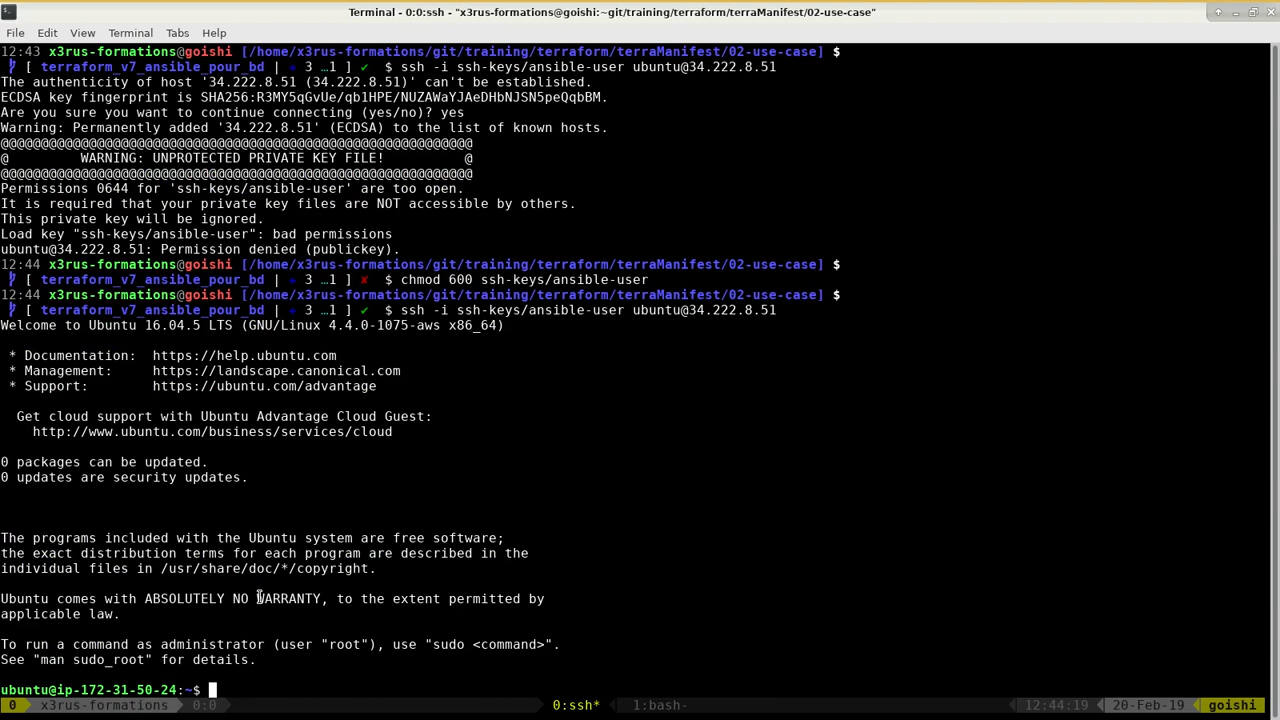 Terminal - 0:0:ssh - "x3rus-formations@goishi:~git/training/terraform/terraManifest/02-use-case"
File Edit View Terminal Tabs Help
12:43 x3rus-formations@goishi [/home/x3rus-formations/git/training/terraform/terraManifest/02-use-case] $
[ terraform_v7_ansible_pour_bd | 3 …1 ] ✔ $ ssh -i ssh-keys/ansible-user ubuntu@34.222.8.51
The authenticity of host '34.222.8.51 (34.222.8.51)' can't be established.
ECDSA key fingerprint is SHA256:R3MY5qGvUe/qb1HPE/NUZAWaYJAeDHbNJSN5peQqbBM.
Are you sure you want to continue connecting (yes/no)? yes
Warning: Permanently added '34.222.8.51' (ECDSA) to the list of known hosts.
@@@@@@@@@@@@@@@@@@@@@@@@@@@@@@@@@@@@@@@@@@@@@@@@@@@@@@@@@@@
@         WARNING: UNPROTECTED PRIVATE KEY FILE!          @
@@@@@@@@@@@@@@@@@@@@@@@@@@@@@@@@@@@@@@@@@@@@@@@@@@@@@@@@@@@
Permissions 0644 for 'ssh-keys/ansible-user' are too open.
It is required that your private key files are NOT accessible by others.
This private key will be ignored.
Load key "ssh-keys/ansible-user": bad permissions
ubuntu@34.222.8.51: Permission denied (publickey).
12:44 x3rus-formations@goishi [/home/x3rus-formations/git/training/terraform/terraManifest/02-use-case] $
[ terraform_v7_ansible_pour_bd | 3 …1 ] ✘ $ chmod 600 ssh-keys/ansible-user
12:44 x3rus-formations@goishi [/home/x3rus-formations/git/training/terraform/terraManifest/02-use-case] $
[ terraform_v7_ansible_pour_bd | 3 …1 ] ✔ $ ssh -i ssh-keys/ansible-user ubuntu@34.222.8.51
Welcome to Ubuntu 16.04.5 LTS (GNU/Linux 4.4.0-1075-aws x86_64)
* Documentation: https://help.ubuntu.com
* Management: https://landscape.canonical.com
* Support: https://ubuntu.com/advantage
Get cloud support with Ubuntu Advantage Cloud Guest:
http://www.ubuntu.com/business/services/cloud
0 packages can be updated.
0 updates are security updates.
The programs included with the Ubuntu system are free software;
the exact distribution terms for each program are described in the
individual files in /usr/share/doc/*/copyright.
Ubuntu comes with ABSOLUTELY NO WARRANTY, to the extent permitted by
applicable law.
To run a command as administrator (user "root"), use "sudo <command>".
See "man sudo_root" for details.
ubuntu@ip-172-31-50-24:~$
0 x3rus-formations 0:0 0:ssh* 1:bash- 12:44:19 20-Feb-19 goishi